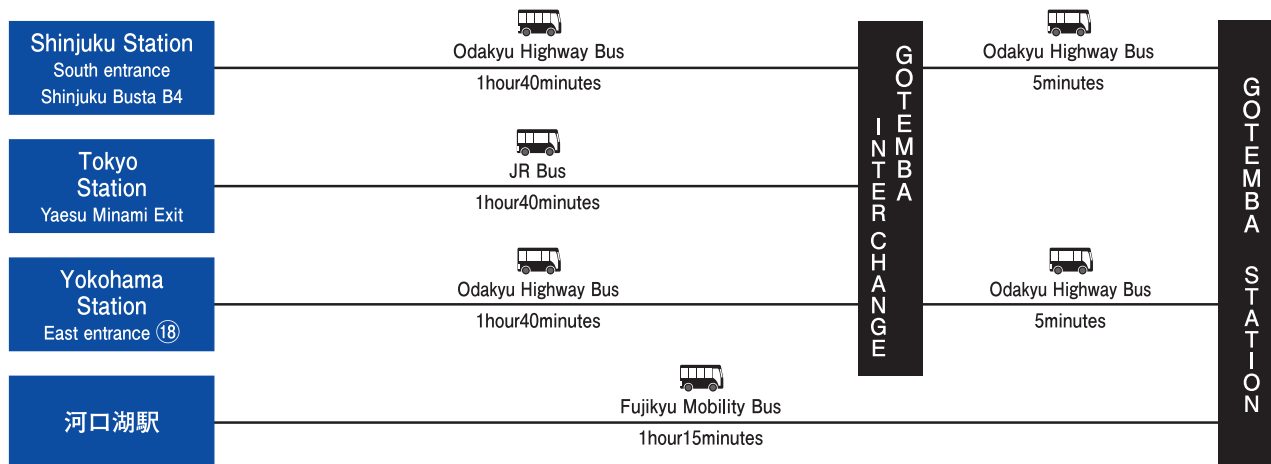 Shinjuku Station
South entrance
Shinjuku Busta B4
Odakyu Highway Bus
1hour40minutes
Odakyu Highway Bus
5minutes
Tokyo
Station
Yaesu Minami Exit
JR Bus
1hour40minutes
Yokohama
Station
East entrance ⑱
Odakyu Highway Bus
1hour40minutes
Odakyu Highway Bus
5minutes
河口湖駅
Fujikyu Mobility Bus
1hour15minutes
GOTEMBA
INTER CHANGE
GOTEMBA STATION